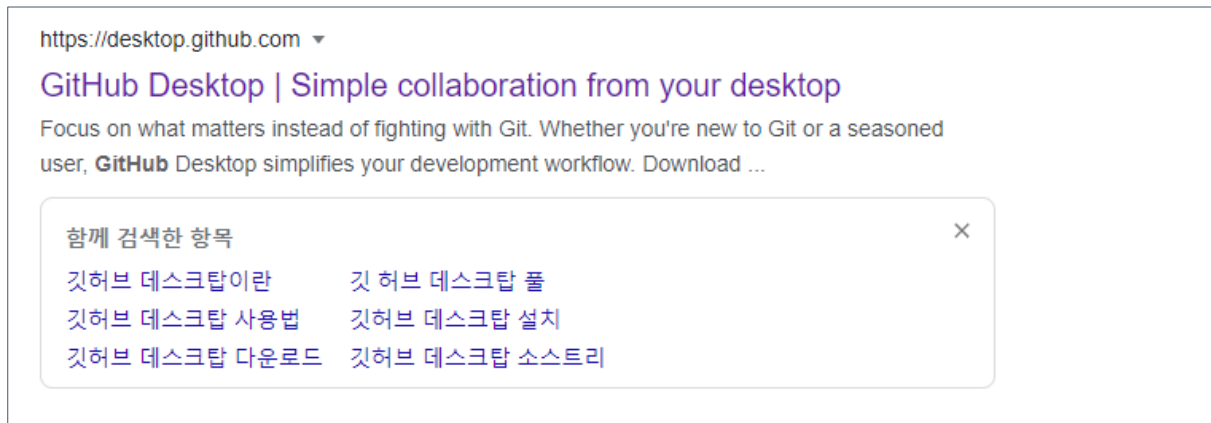 https://desktop.github.com
GitHub Desktop | Simple collaboration from your desktop
Focus on what matters instead of fighting with Git. Whether you're new to Git or a seasoned
user, GitHub Desktop simplifies your development workflow. Download ...
함께 검색한 항목
깃허브 데스크탑이란 깃 허브 데스크탑 풀
깃허브 데스크탑 사용법 깃허브 데스크탑 설치
깃허브 데스크탑 다운로드 깃허브 데스크탑 소스트리